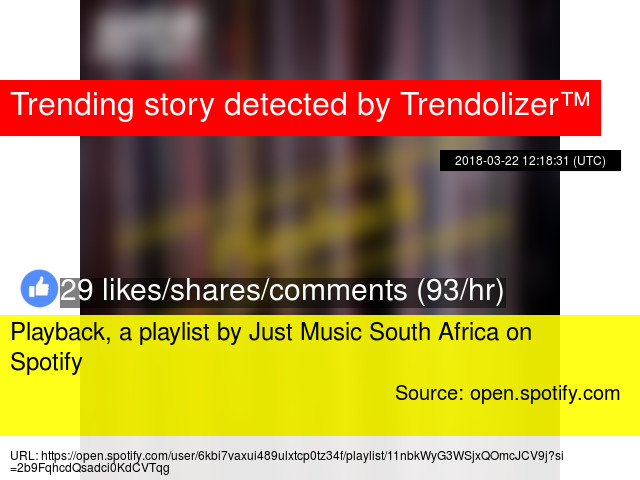 Trending story detected by Trendolizer™
2018-03-22 12:18:31 (UTC)
29 likes/shares/comments (93/hr)
Playback, a playlist by Just Music South Africa on
Spotify
Source: open.spotify.com
URL: https://open.spotify.com/user/6kbi7vaxui489ulxtcp0tz34f/playlist/11nbkWyG3WSjxQOmcJCV9j?si
=2b9FqhcdQsadci0KdCVTqg